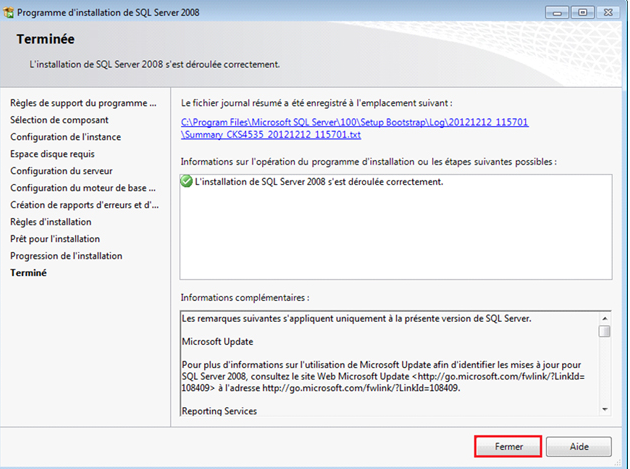 Programme d'installation de SQL Server 2008
Terminée
L'installation de SQL Server 2008 s'est déroulée correctement.
Règles de support du programme ...
Sélection de composant
Configuration de l'instance
Espace disque requis
Configuration du serveur
Configuration du moteur de base ...
Création de rapports d'erreurs et d'...
Règles d'installation
Prêt pour l'installation
Progression de l'installation
Terminé
Le fichier journal résumé a été enregistré à l'emplacement suivant :
C:\Program Files\Microsoft SQL Server\100\Setup Bootstrap\Log\20121212_115701
\Summary_CKS4535_20121212_115701.txt
Informations sur l'opération du programme d'installation ou les étapes suivantes possibles :
L'installation de SQL Server 2008 s'est déroulée correctement.
Informations complémentaires :
Les remarques suivantes s'appliquent uniquement à la présente version de SQL Server.
Microsoft Update
Pour plus d'informations sur l'utilisation de Microsoft Update afin d'identifier les mises à jour pour
SQL Server 2008, consultez le site Web Microsoft Update <http://go.microsoft.com/fwlink/?LinkId=
108409> à l'adresse http://go.microsoft.com/fwlink/?LinkId=108409.
Reporting Services
Fermer
Aide